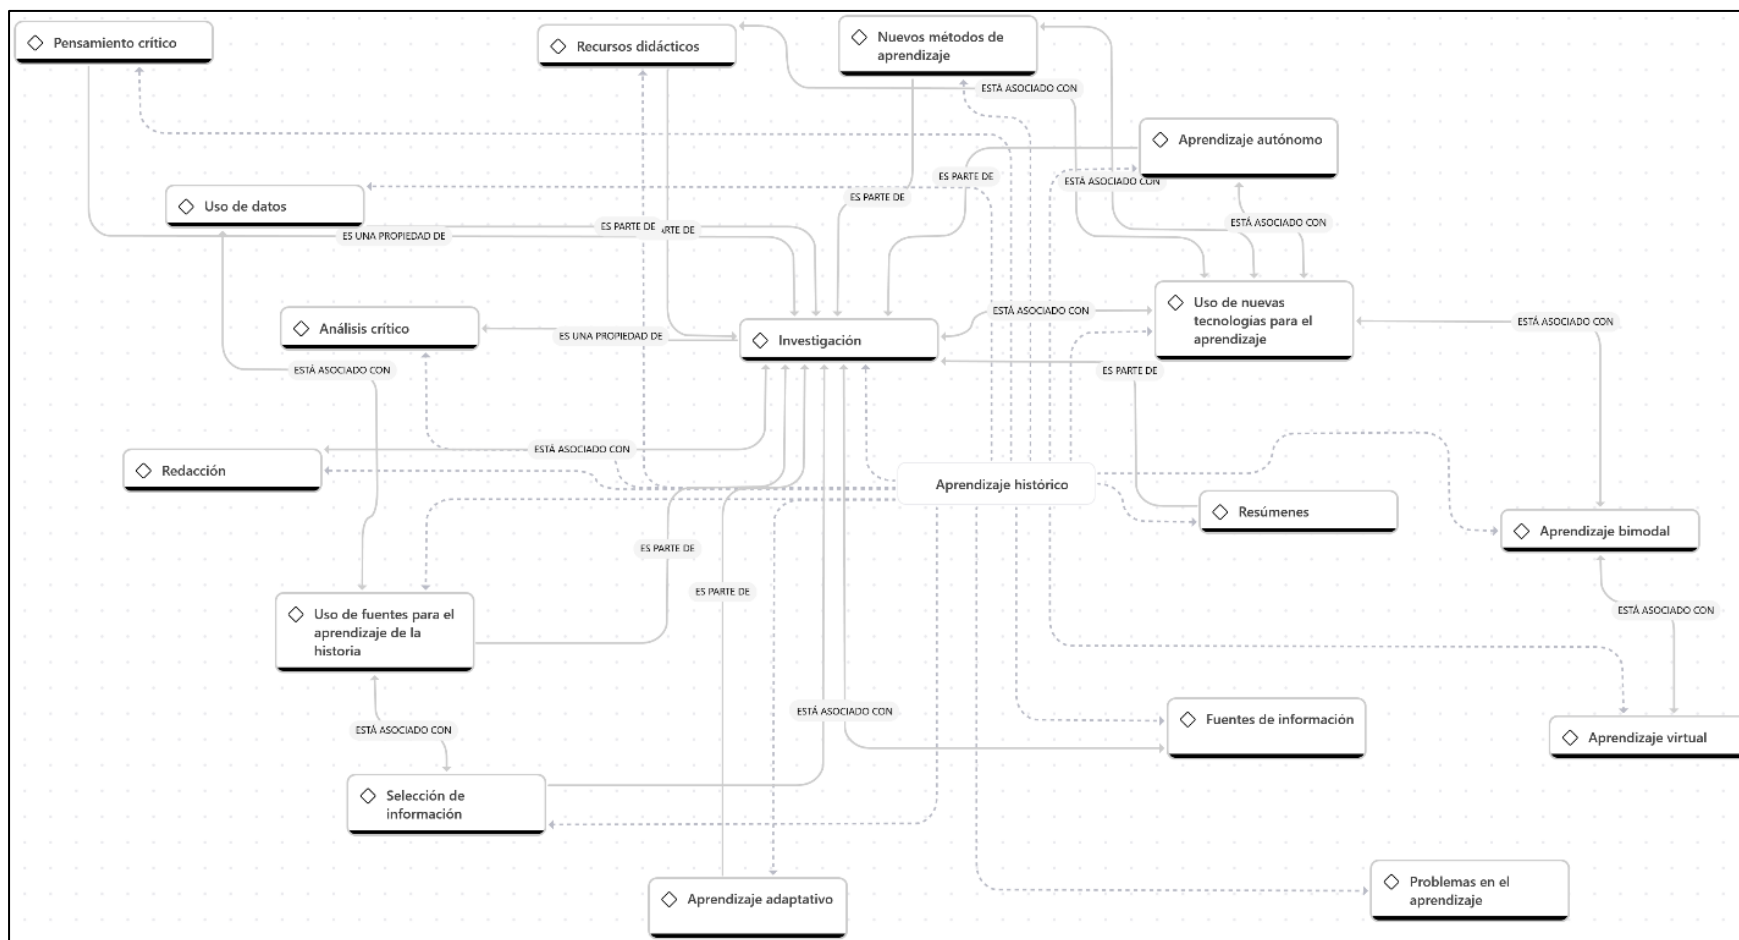 Pensamiento crítico
Recursos didácticos
Nuevos métodos de
aprendizaje
ESTÁ ASOCIADO CON
Aprendizaje autónomo
ES PARTE DE
ESTÁ ASOCIADO CON
ES PARTE DE
Uso de datos
ESTÁ ASOCIADO CON
ES PARTE DE
ES UNA PROPIEDAD DE
Uso de nuevas
tecnologías para el
aprendizaje
ESTÁ ASOCIADO CON
ESTÁ ASOCIADO CON
Análisis crítico
ES UNA PROPIEDAD DE
Investigación
ES PARTE DE
ESTÁ ASOCIADO CON
ESTÁ ASOCIADO CON
Redacción
Aprendizaje histórico
Resúmenes
Aprendizaje bimodal
ES PARTE DE
ES PARTE DE
ESTÁ ASOCIADO CON
Uso de fuentes para el
aprendizaje de la
historia
ESTÁ ASOCIADO CON
Fuentes de información
ESTÁ ASOCIADO CON
Aprendizaje virtual
Selección de
información
Problemas en el
aprendizaje
Aprendizaje adaptativo